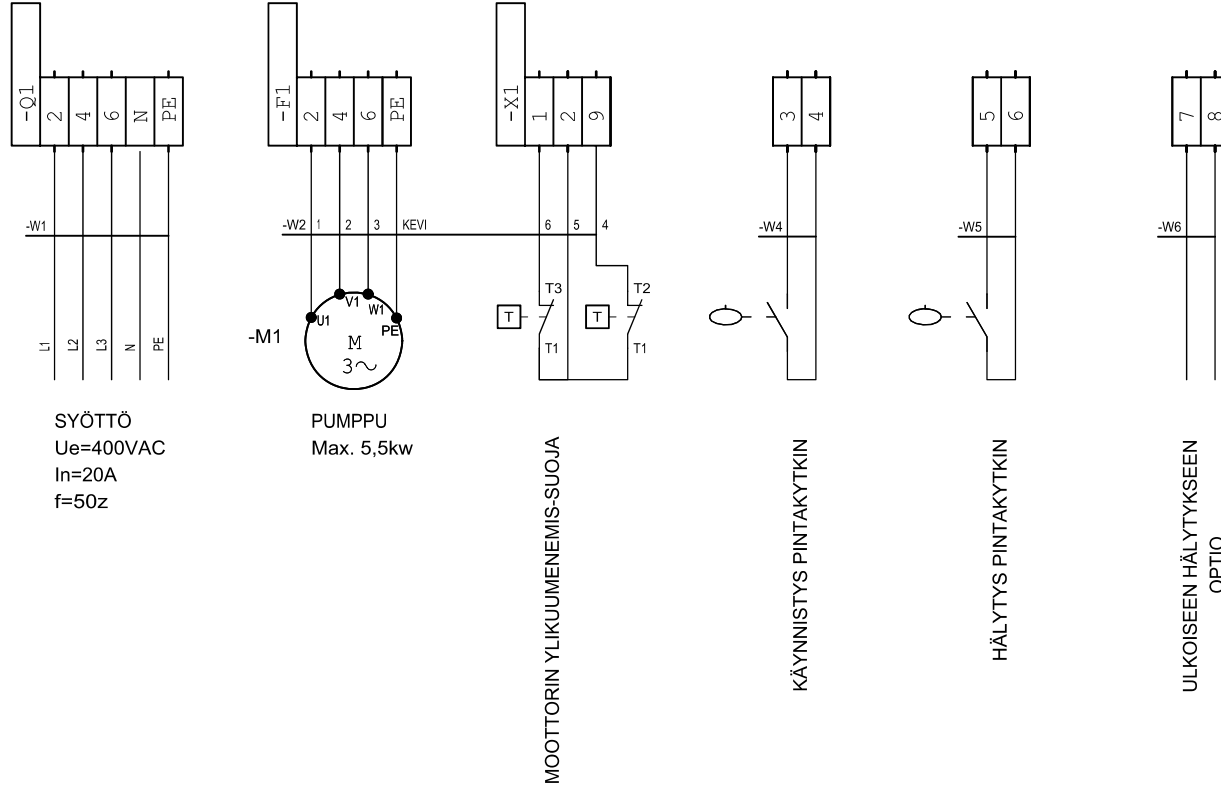 -Q1
2
4
6
N
PE
-F1
2
4
6
PE
-X1
1
2
9
3
4
5
6
7
8
-W1
-W2
1
2
3
KEVI
6
5
4
-W4
-W5
-W6
L1
L2
L3
N
PE
-M1
U1
V1
W1
PE
M
3~
T3
T
T1
T2
T
T1
SYÖTTÖ
Ue=400VAC
In=20A
f=50z
PUMPPU
Max. 5,5kw
MOOTTORIN YLIKUUMENEMIS-SUOJA
KÄYNNISTYS PINTAKYTKIN
HÄLYTYS PINTAKYTKIN
ULKOISEEN HÄLYTYKSEEN
OPTIO